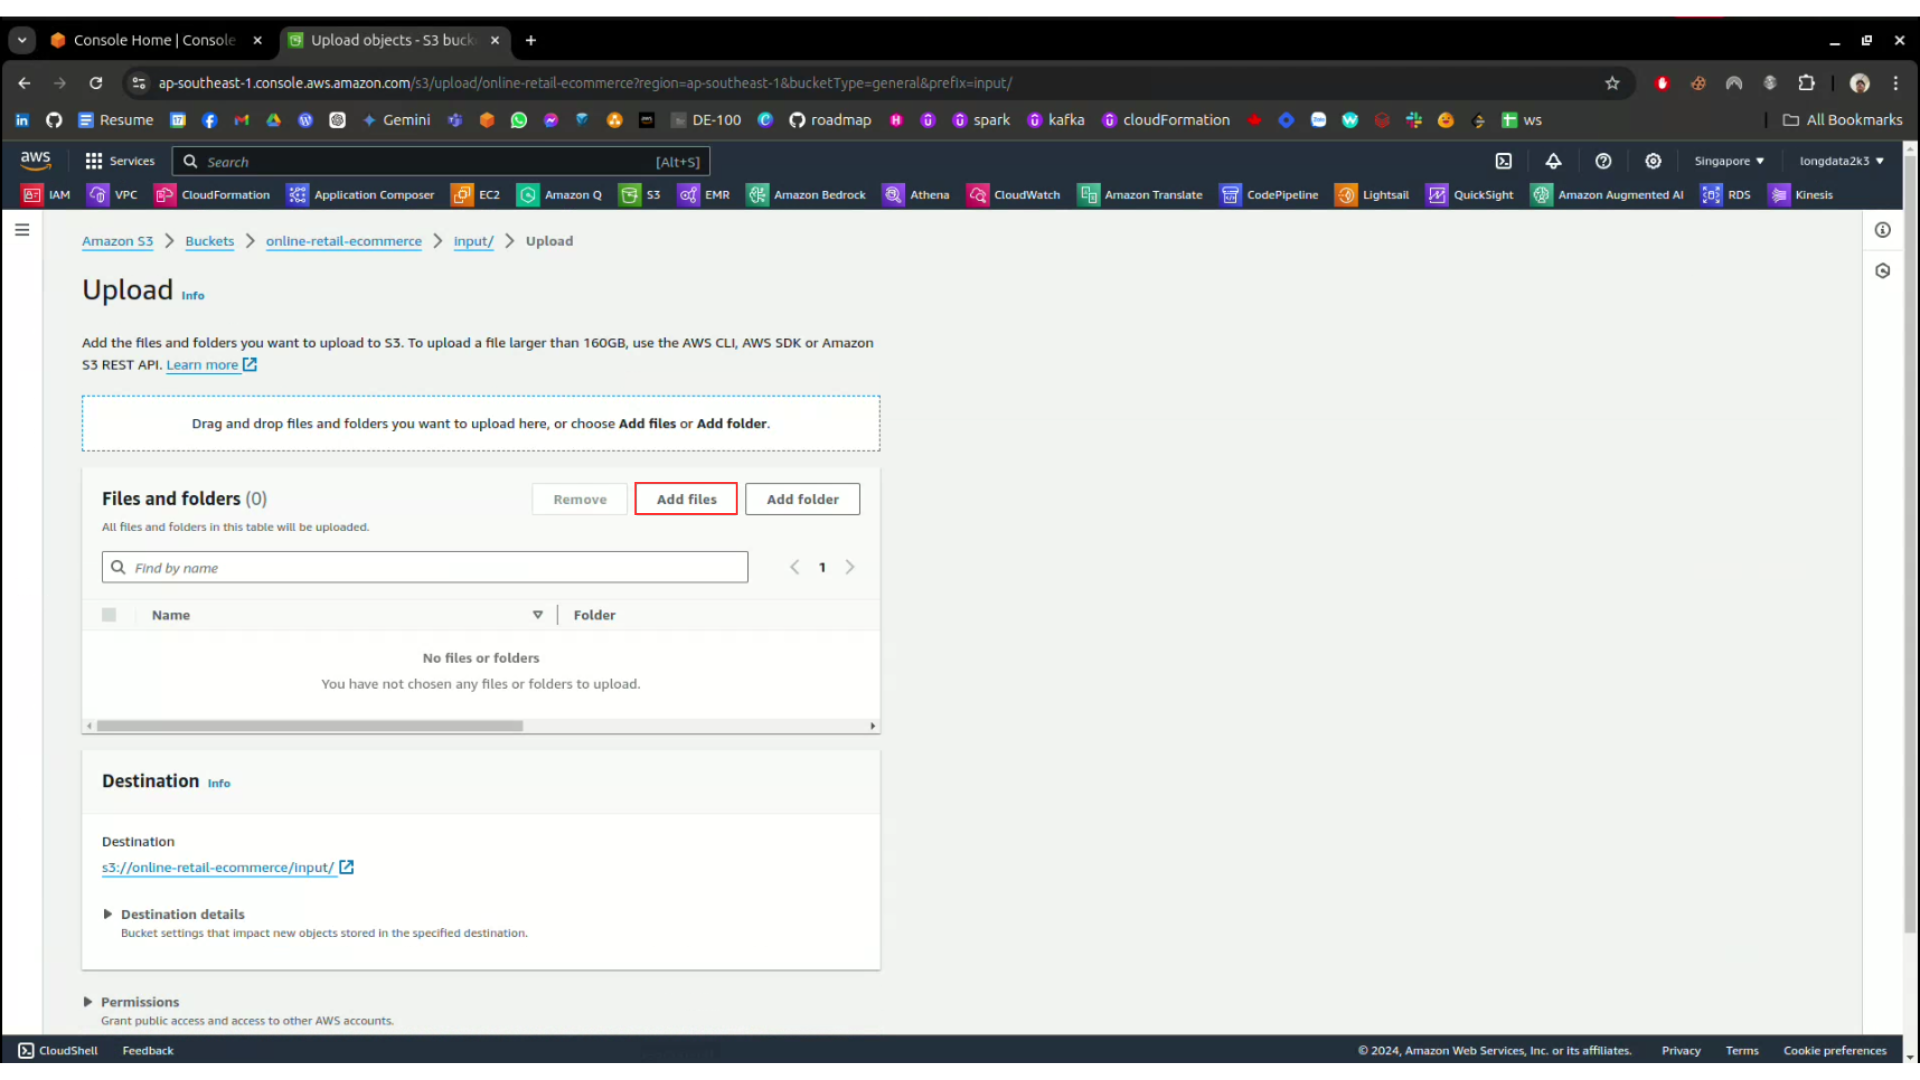 Console Home | Console
Upload objects - S3 buck
ap-southeast-1.console.aws.amazon.com/s3/upload/online-retail-ecommerce?region=ap-southeast-1&bucketType=general&prefix=input/
Resume
Gemini
DE-100
roadmap
spark
kafka
cloudFormation
ws
All Bookmarks
aws
Services
Search
[Alt+S]
Singapore
longdata2k3
IAM
VPC
CloudFormation
Application Composer
EC2
Amazon Q
S3
EMR
Amazon Bedrock
Athena
CloudWatch
Amazon Translate
CodePipeline
Lightsail
QuickSight
Amazon Augmented AI
RDS
Kinesis
Amazon S3 > Buckets > online-retail-ecommerce > input/ > Upload
Upload Info
Add the files and folders you want to upload to S3. To upload a file larger than 160GB, use the AWS CLI, AWS SDK or Amazon
S3 REST API. Learn more
Drag and drop files and folders you want to upload here, or choose Add files or Add folder.
Files and folders (0)
Remove
Add files
Add folder
All files and folders in this table will be uploaded.
Find by name
1
Name
Folder
No files or folders
You have not chosen any files or folders to upload.
Destination Info
Destination
s3://online-retail-ecommerce/input/
Destination details
Bucket settings that impact new objects stored in the specified destination.
Permissions
Grant public access and access to other AWS accounts.
CloudShell
Feedback
© 2024, Amazon Web Services, Inc. or its affiliates.
Privacy
Terms
Cookie preferences